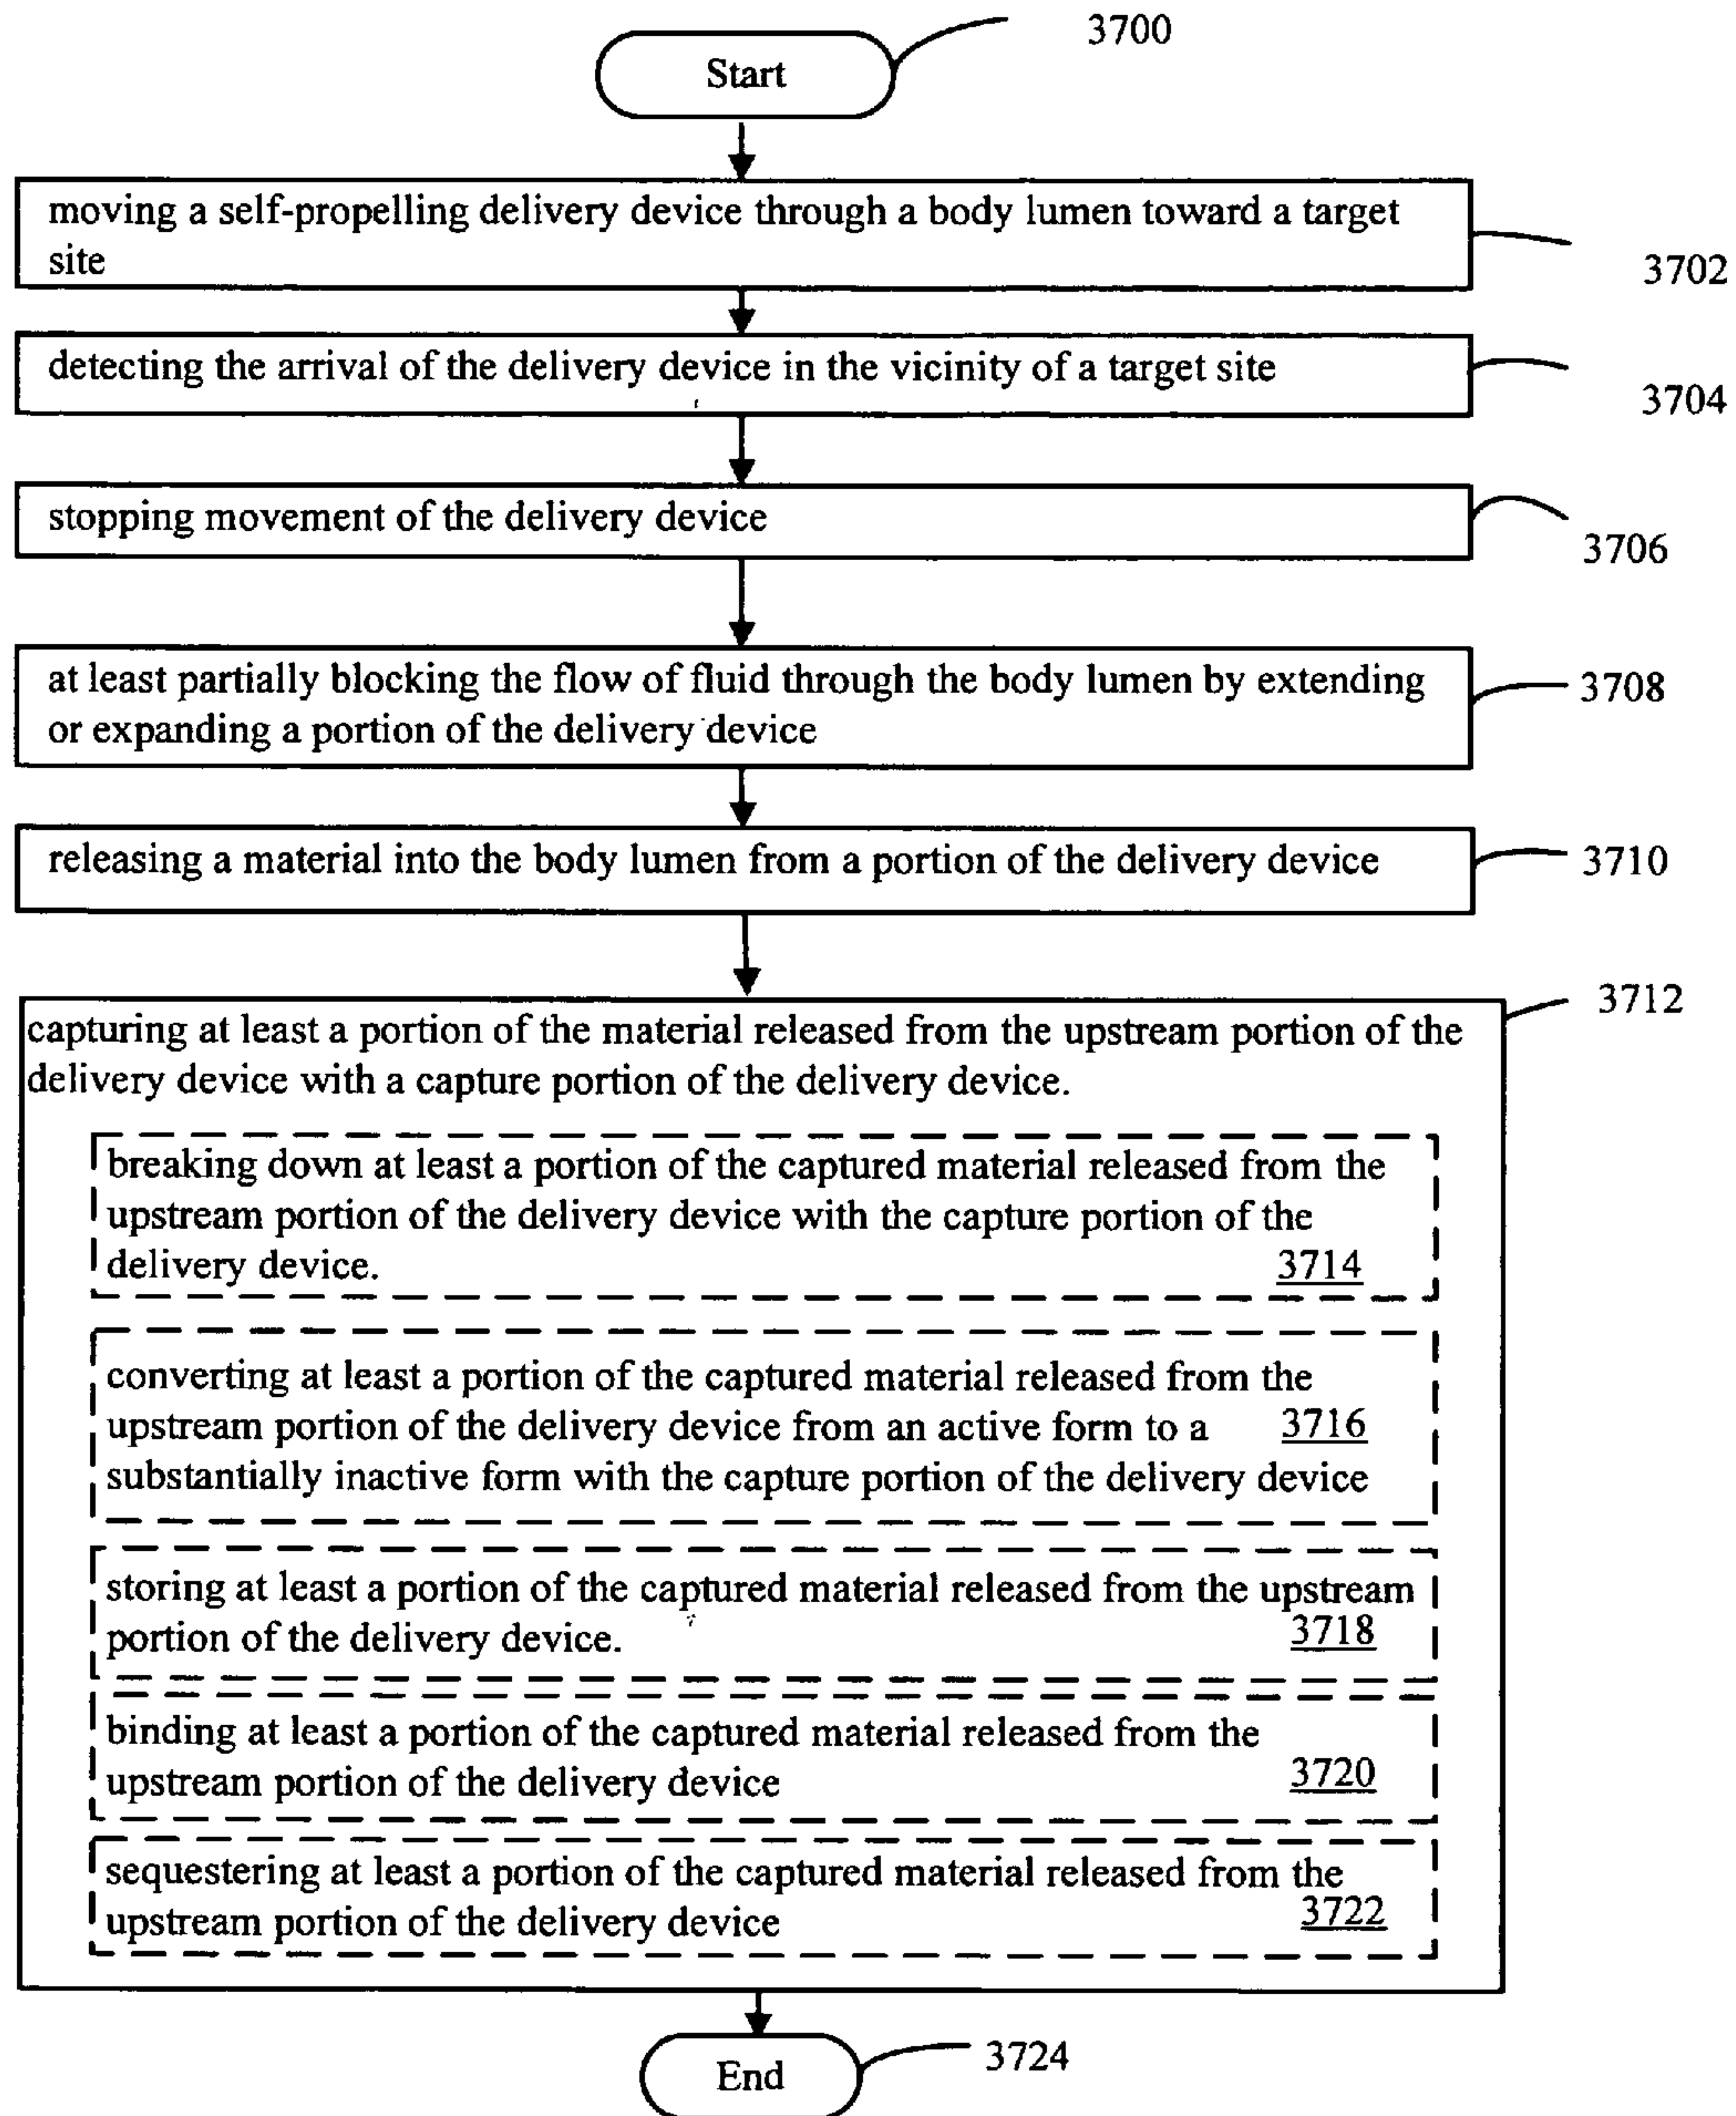 Start
3700
moving a self-propelling delivery device through a body lumen toward a target
site
3702
detecting the arrival of the delivery device in the vicinity of a target site
3704
stopping movement of the delivery device
3706
at least partially blocking the flow of fluid through the body lumen by extending
or expanding a portion of the delivery device
3708
releasing a material into the body lumen from a portion of the delivery device
3710
3712
capturing at least a portion of the material released from the upstream portion of the
delivery device with a capture portion of the delivery device.
breaking down at least a portion of the captured material released from the
upstream portion of the delivery device with the capture portion of the
delivery device.
3714
converting at least a portion of the captured material released from the
upstream portion of the delivery device from an active form to a
3716
substantially inactive form with the capture portion of the delivery device
storing at least a portion of the captured material released from the upstream
portion of the delivery device.
3718
binding at least a portion of the captured material released from the
upstream portion of the delivery device
3720
sequestering at least a portion of the captured material released from the
upstream portion of the delivery device
3722
End
3724